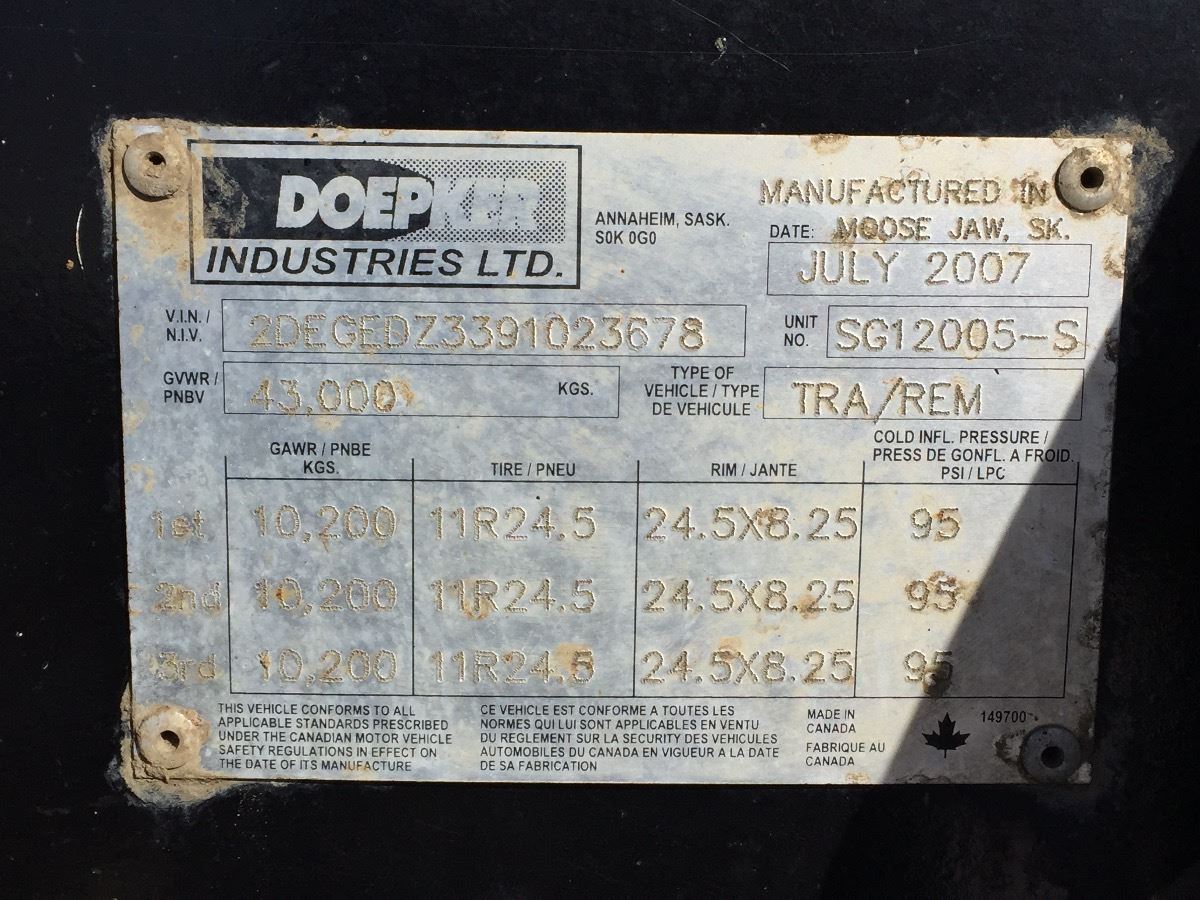 DOEPKER
INDUSTRIES LTD.
ANNAHEIM, SASK.
S0K 0G0
MANUFACTURED IN
DATE: MOOSE JAW, SK.
JULY 2007
V.I.N. /
N.I.V.
2DEGEDZ3391023678
UNIT
NO.
SG12005-S
GVWR /
PNBV
43,000 KGS.
TYPE OF
VEHICLE / TYPE
DE VEHICULE
TRA/REM
GAWR / PNBE
KGS.
TIRE / PNEU
RIM / JANTE
COLD INFL. PRESSURE /
PRESS DE GONFL. A FROID.
PSI / LPC
1st 10,200 11R24.5 24.5X8.25 95
2nd 10,200 11R24.5 24.5X8.25 95
3rd 10,200 11R24.5 24.5X8.25 95
THIS VEHICLE CONFORMS TO ALL
APPLICABLE STANDARDS PRESCRIBED
UNDER THE CANADIAN MOTOR VEHICLE
SAFETY REGULATIONS IN EFFECT ON
THE DATE OF ITS MANUFACTURE
CE VEHICLE EST CONFORME A TOUTES LES
NORMES QUI LUI SONT APPLICABLES EN VENTU
DU REGLEMENT SUR LA SECURITY DES VEHICULES
AUTOMOBILES DU CANADA EN VIGUEUR A LA DATE
DE SA FABRICATION
MADE IN
CANADA
FABRIQUE AU
CANADA
149700